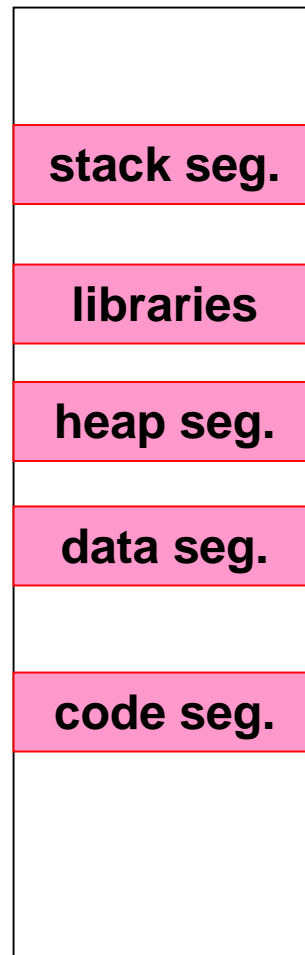 stack seg.
libraries
heap seg.
data seg.
code seg.